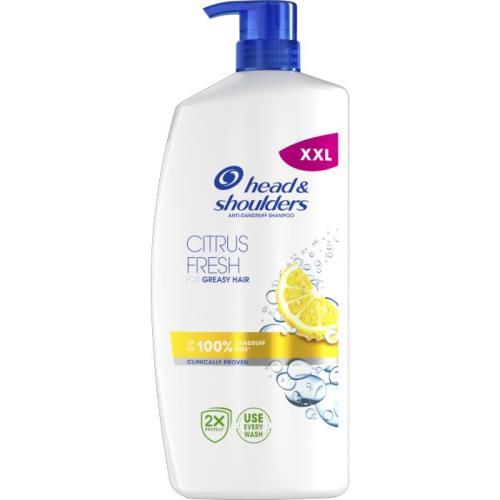 XXL
head &
shoulders
ANTI-DANDRUFF SHAMPOO
CITRUS
FRESH
FOR GREASY HAIR
UP TO 100% DANDRUFF FREE†
CLINICALLY PROVEN
2X
PROTECT
USE
EVERY
WASH